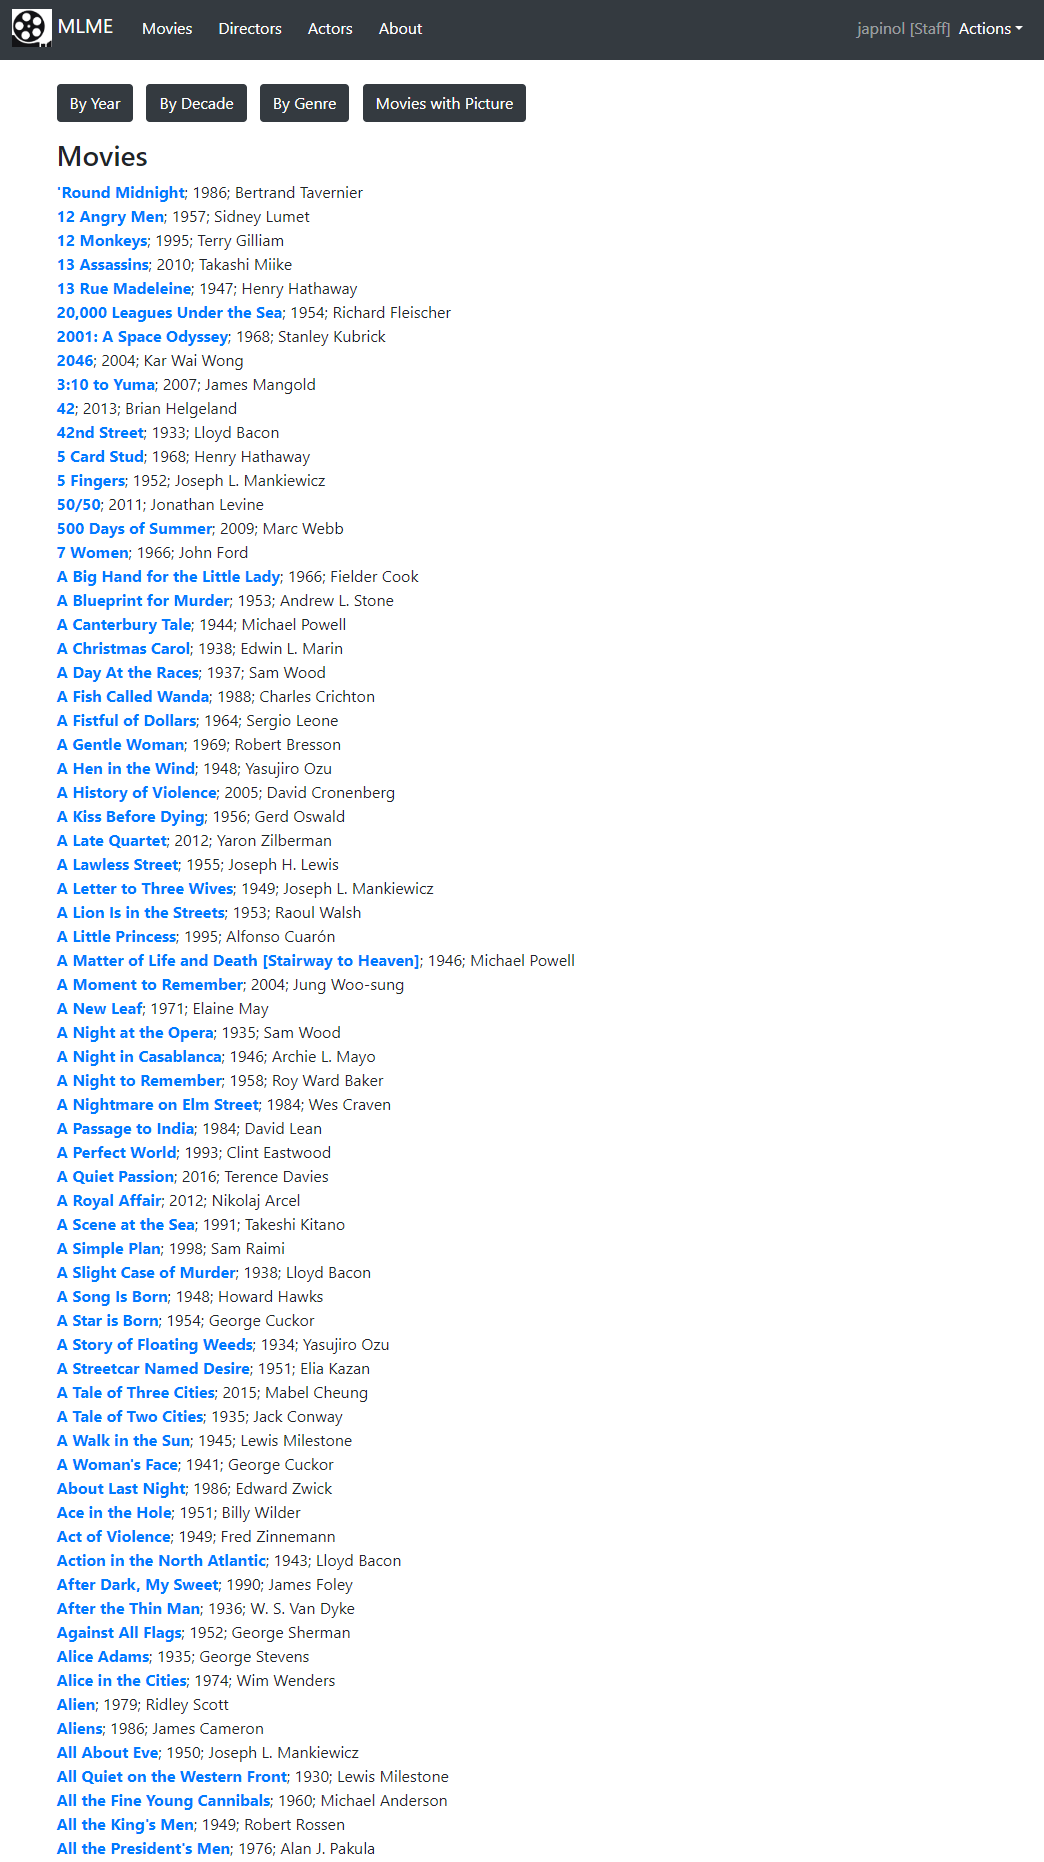 MLME Movies Directors Actors About japinol [Staff] Actions
By Year By Decade By Genre Movies with Picture
Movies
'Round Midnight; 1986; Bertrand Tavernier
12 Angry Men; 1957; Sidney Lumet
12 Monkeys; 1995; Terry Gilliam
13 Assassins; 2010; Takashi Miike
13 Rue Madeleine; 1947; Henry Hathaway
20,000 Leagues Under the Sea; 1954; Richard Fleischer
2001: A Space Odyssey; 1968; Stanley Kubrick
2046; 2004; Kar Wai Wong
3:10 to Yuma; 2007; James Mangold
42; 2013; Brian Helgeland
42nd Street; 1933; Lloyd Bacon
5 Card Stud; 1968; Henry Hathaway
5 Fingers; 1952; Joseph L. Mankiewicz
50/50; 2011; Jonathan Levine
500 Days of Summer; 2009; Marc Webb
7 Women; 1966; John Ford
A Big Hand for the Little Lady; 1966; Fielder Cook
A Blueprint for Murder; 1953; Andrew L. Stone
A Canterbury Tale; 1944; Michael Powell
A Christmas Carol; 1938; Edwin L. Marin
A Day At the Races; 1937; Sam Wood
A Fish Called Wanda; 1988; Charles Crichton
A Fistful of Dollars; 1964; Sergio Leone
A Gentle Woman; 1969; Robert Bresson
A Hen in the Wind; 1948; Yasujiro Ozu
A History of Violence; 2005; David Cronenberg
A Kiss Before Dying; 1956; Gerd Oswald
A Late Quartet; 2012; Yaron Zilberman
A Lawless Street; 1955; Joseph H. Lewis
A Letter to Three Wives; 1949; Joseph L. Mankiewicz
A Lion Is in the Streets; 1953; Raoul Walsh
A Little Princess; 1995; Alfonso Cuarón
A Matter of Life and Death [Stairway to Heaven]; 1946; Michael Powell
A Moment to Remember; 2004; Jung Woo-sung
A New Leaf; 1971; Elaine May
A Night at the Opera; 1935; Sam Wood
A Night in Casablanca; 1946; Archie L. Mayo
A Night to Remember; 1958; Roy Ward Baker
A Nightmare on Elm Street; 1984; Wes Craven
A Passage to India; 1984; David Lean
A Perfect World; 1993; Clint Eastwood
A Quiet Passion; 2016; Terence Davies
A Royal Affair; 2012; Nikolaj Arcel
A Scene at the Sea; 1991; Takeshi Kitano
A Simple Plan; 1998; Sam Raimi
A Slight Case of Murder; 1938; Lloyd Bacon
A Song Is Born; 1948; Howard Hawks
A Star is Born; 1954; George Cuckor
A Story of Floating Weeds; 1934; Yasujiro Ozu
A Streetcar Named Desire; 1951; Elia Kazan
A Tale of Three Cities; 2015; Mabel Cheung
A Tale of Two Cities; 1935; Jack Conway
A Walk in the Sun; 1945; Lewis Milestone
A Woman's Face; 1941; George Cuckor
About Last Night; 1986; Edward Zwick
Ace in the Hole; 1951; Billy Wilder
Act of Violence; 1949; Fred Zinnemann
Action in the North Atlantic; 1943; Lloyd Bacon
After Dark, My Sweet; 1990; James Foley
After the Thin Man; 1936; W. S. Van Dyke
Against All Flags; 1952; George Sherman
Alice Adams; 1935; George Stevens
Alice in the Cities; 1974; Wim Wenders
Alien; 1979; Ridley Scott
Aliens; 1986; James Cameron
All About Eve; 1950; Joseph L. Mankiewicz
All Quiet on the Western Front; 1930; Lewis Milestone
All the Fine Young Cannibals; 1960; Michael Anderson
All the King's Men; 1949; Robert Rossen
All the President's Men; 1976; Alan J. Pakula